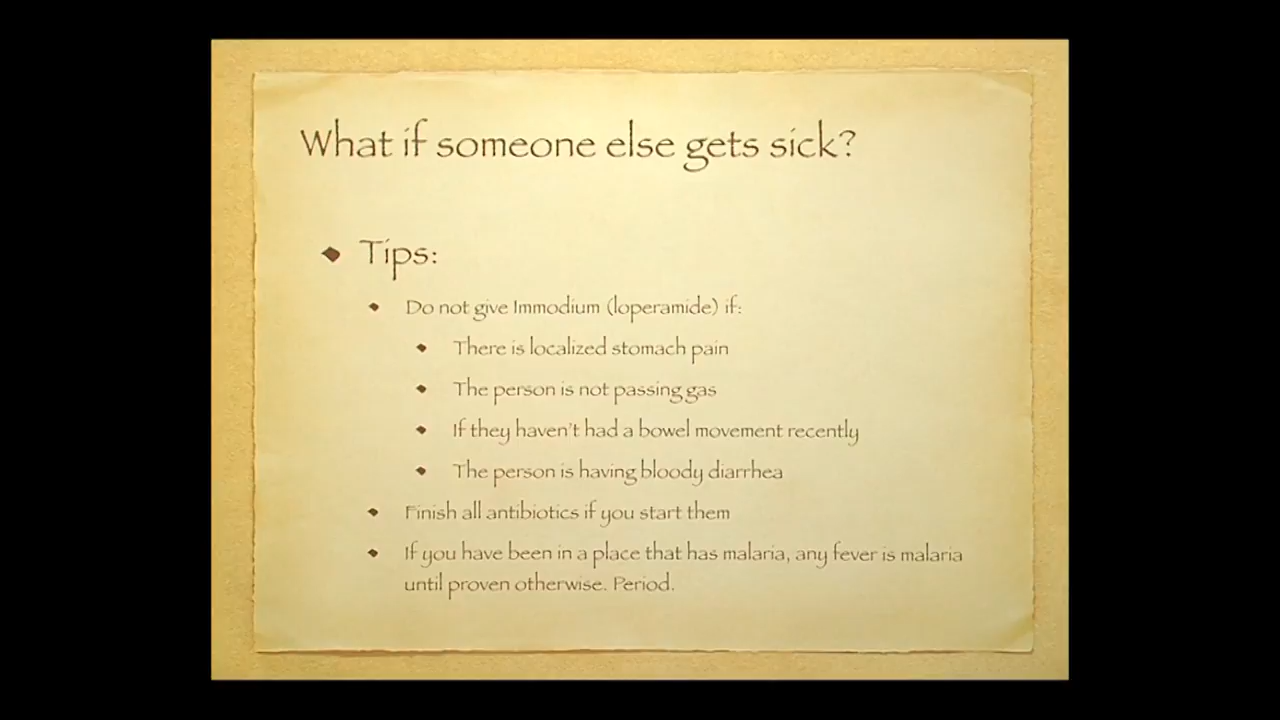 What if someone else gets sick?
Tips:
Do not give Immodium (loperamide) if:
There is localized stomach pain
The person is not passing gas
If they haven't had a bowel movement recently
The person is having bloody diarrhea
Finish all antibiotics if you start them
If you have been in a place that has malaria, any fever is malaria
until proven otherwise. Period.